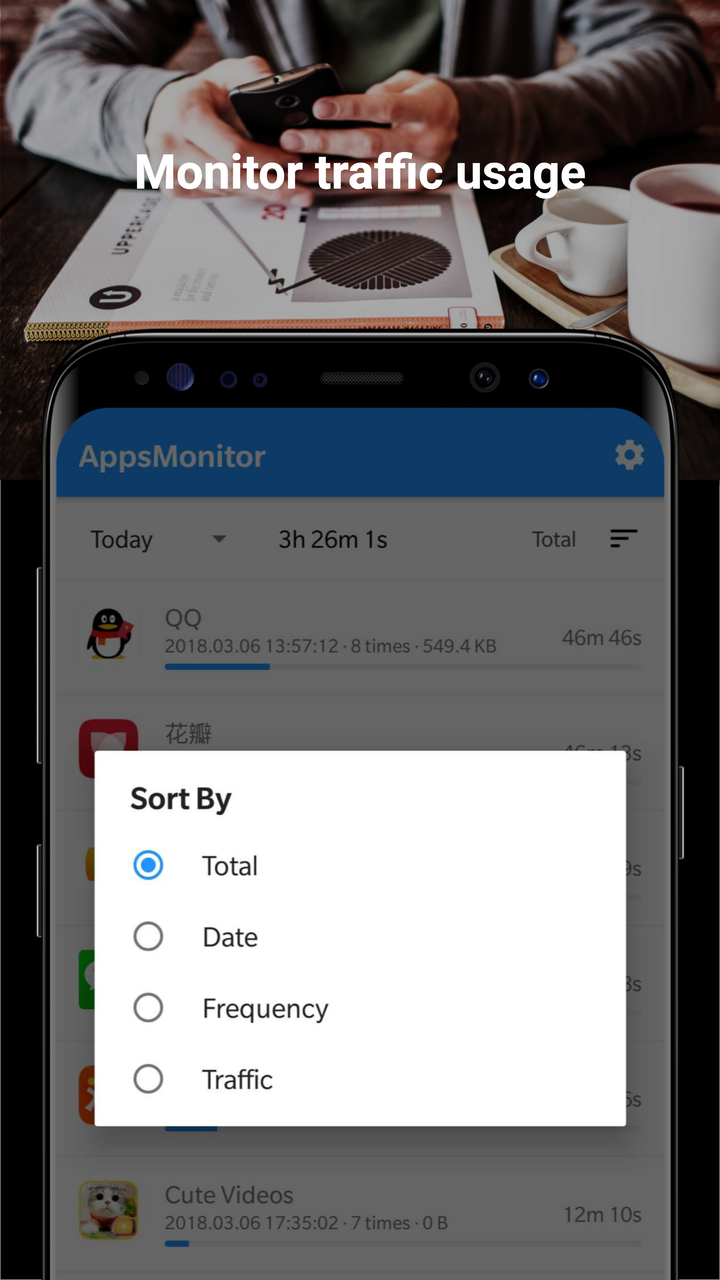 Monitor traffic usage
UPPERCASE
20
U
AppsMonitor
Today
3h 26m 1s
Total
QQ
2018.03.06 13:57:12 · 8 times · 549.4 KB
46m 46s
花瓣
Sort By
Total
Date
Frequency
Traffic
Cute Videos
2018.03.06 17:35:02 · 7 times · 0 B
12m 10s